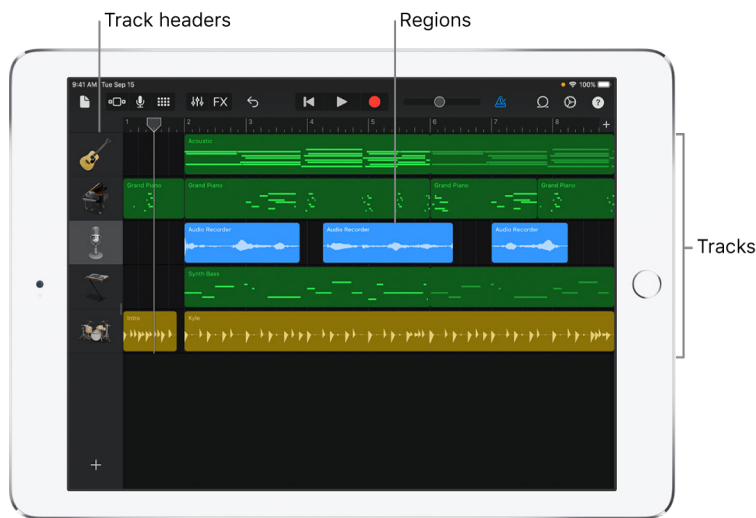 Track headers
Regions
9:41 AM Tue Sep 15
100%
FX
?
1 2 3 4 5 6 7 8 +
Acoustic
Grand Piano Grand Piano Grand Piano Grand Piano
Audio Recorder Audio Recorder Audio Recorder
Tracks
Synth Bass
Intro Kyle
+